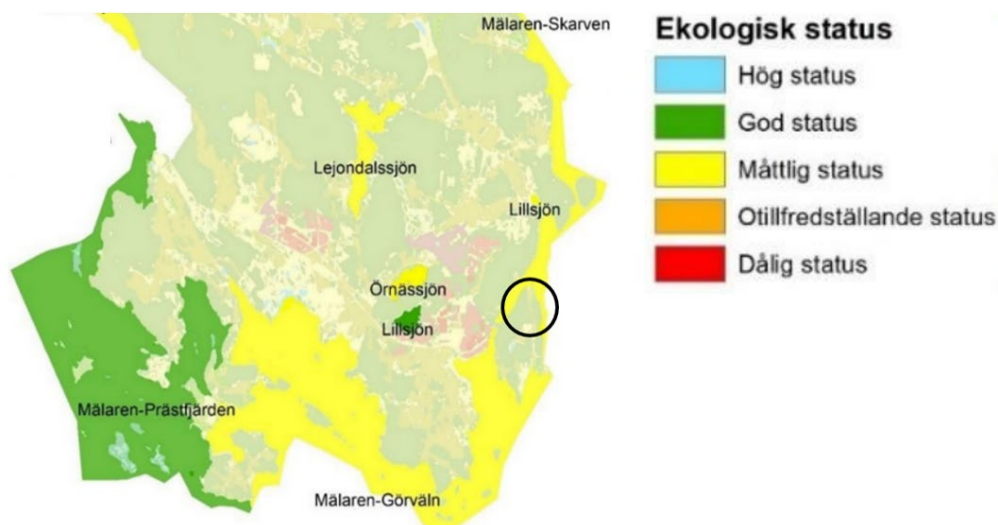 Mälaren-Skarven
Lejondalssjön
Lillsjön
Örnässjön
Lillsjön
Mälaren-Prästfjärden
Mälaren-Görväln
Ekologisk status
Hög status
God status
Måttlig status
Otillfredställande status
Dålig status